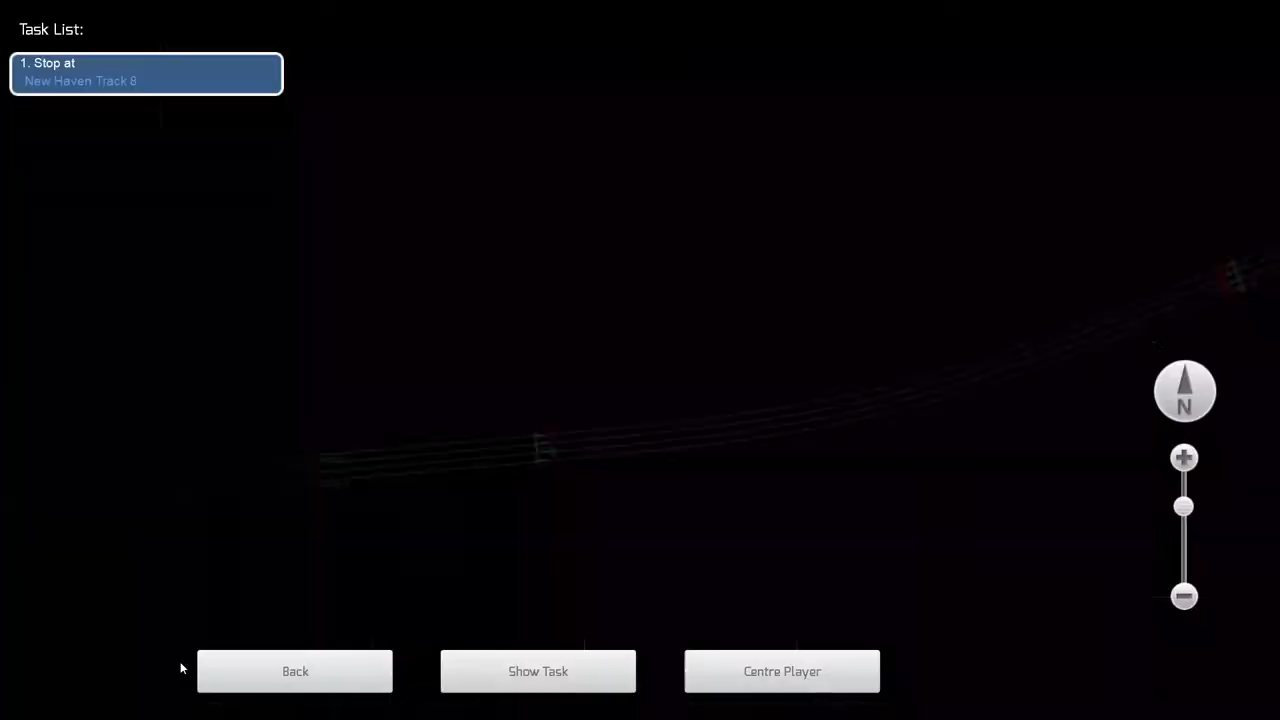 Task List:
1. Stop at
New Haven Track 8
N
Back
Show Task
Centre Player